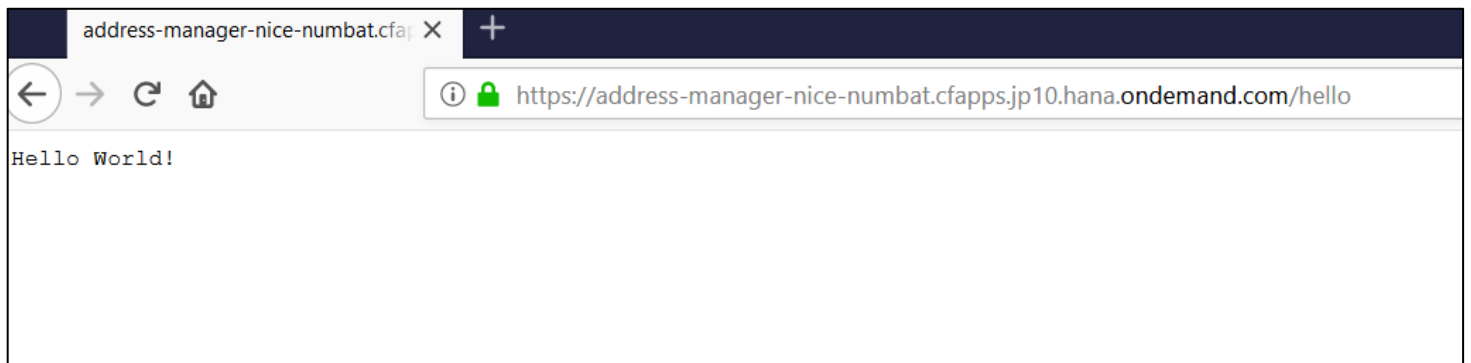 address-manager-nice-numbat.cfap
https://address-manager-nice-numbat.cfapps.jp10.hana.ondemand.com/hello
Hello World!